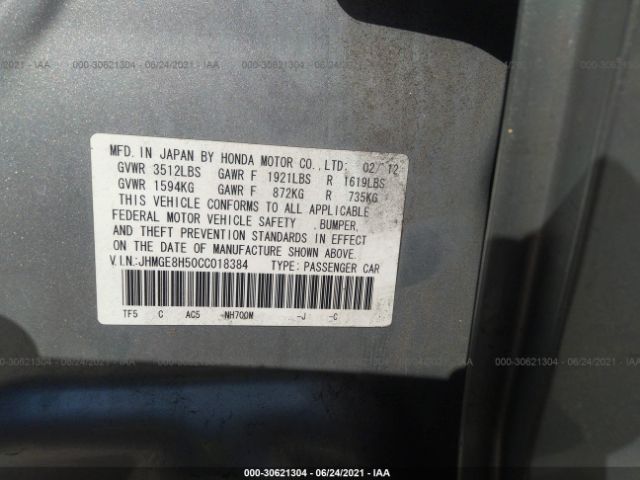 000-30621304 - 06/24/2021 - IAA
MFD. IN JAPAN BY HONDA MOTOR CO., LTD: 02/12
GVWR 3512LBS GAWR F 1921LBS R 1619LBS
GVWR 1594KG GAWR F 872KG R 735KG
THIS VEHICLE CONFORMS TO ALL APPLICABLE
FEDERAL MOTOR VEHICLE SAFETY ,BUMPER,
AND THEFT PREVENTION STANDARDS IN EFFECT
ON THE DATE OF MANUFACTURE SHOWN ABOVE.
V.I.N.:JHMGE8H50CC018384 TYPE: PASSENGER CAR
TF5 C AC5 -NH700M -J -C
000-30621304 - 06/24/2021 - IAA